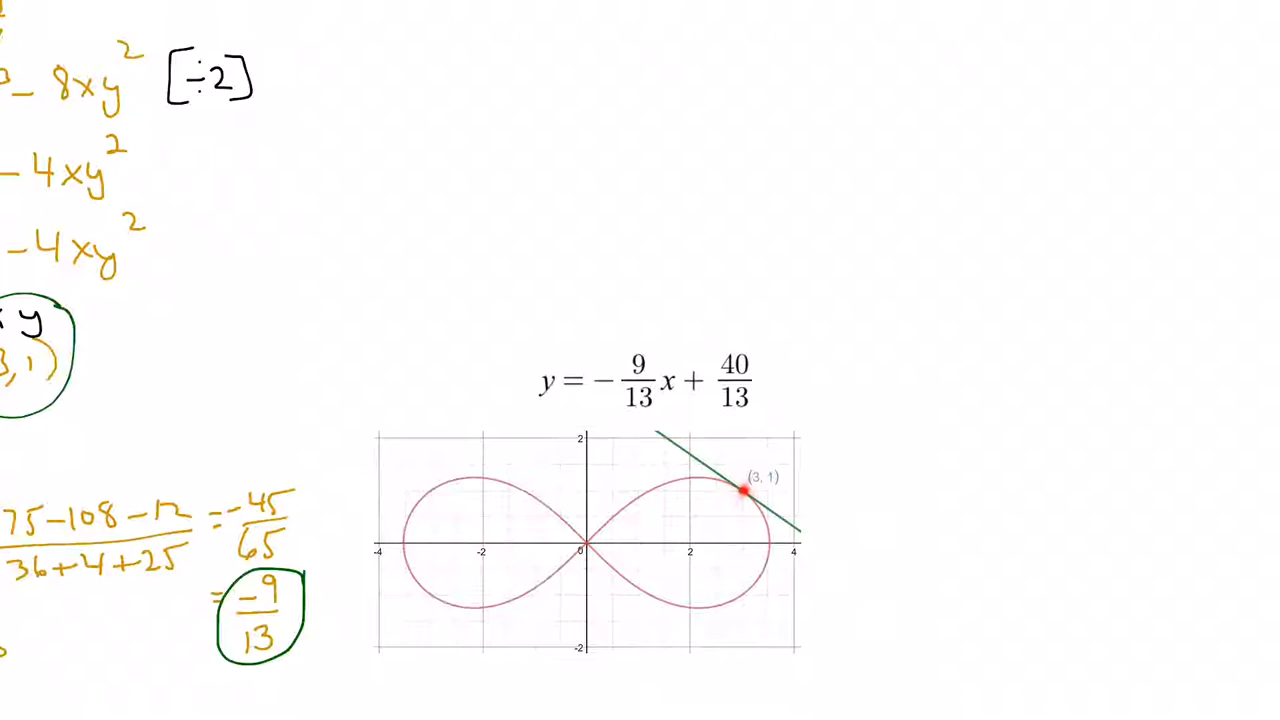 - 8xy² [÷2]
- 4xy²
- 4xy²
y
3, 1)
75-108-12 = -45
36+4+25 65
= -9
13
y = - 9/13 x + 40/13
2
(3, 1)
-4 -2 0 2 4
-2